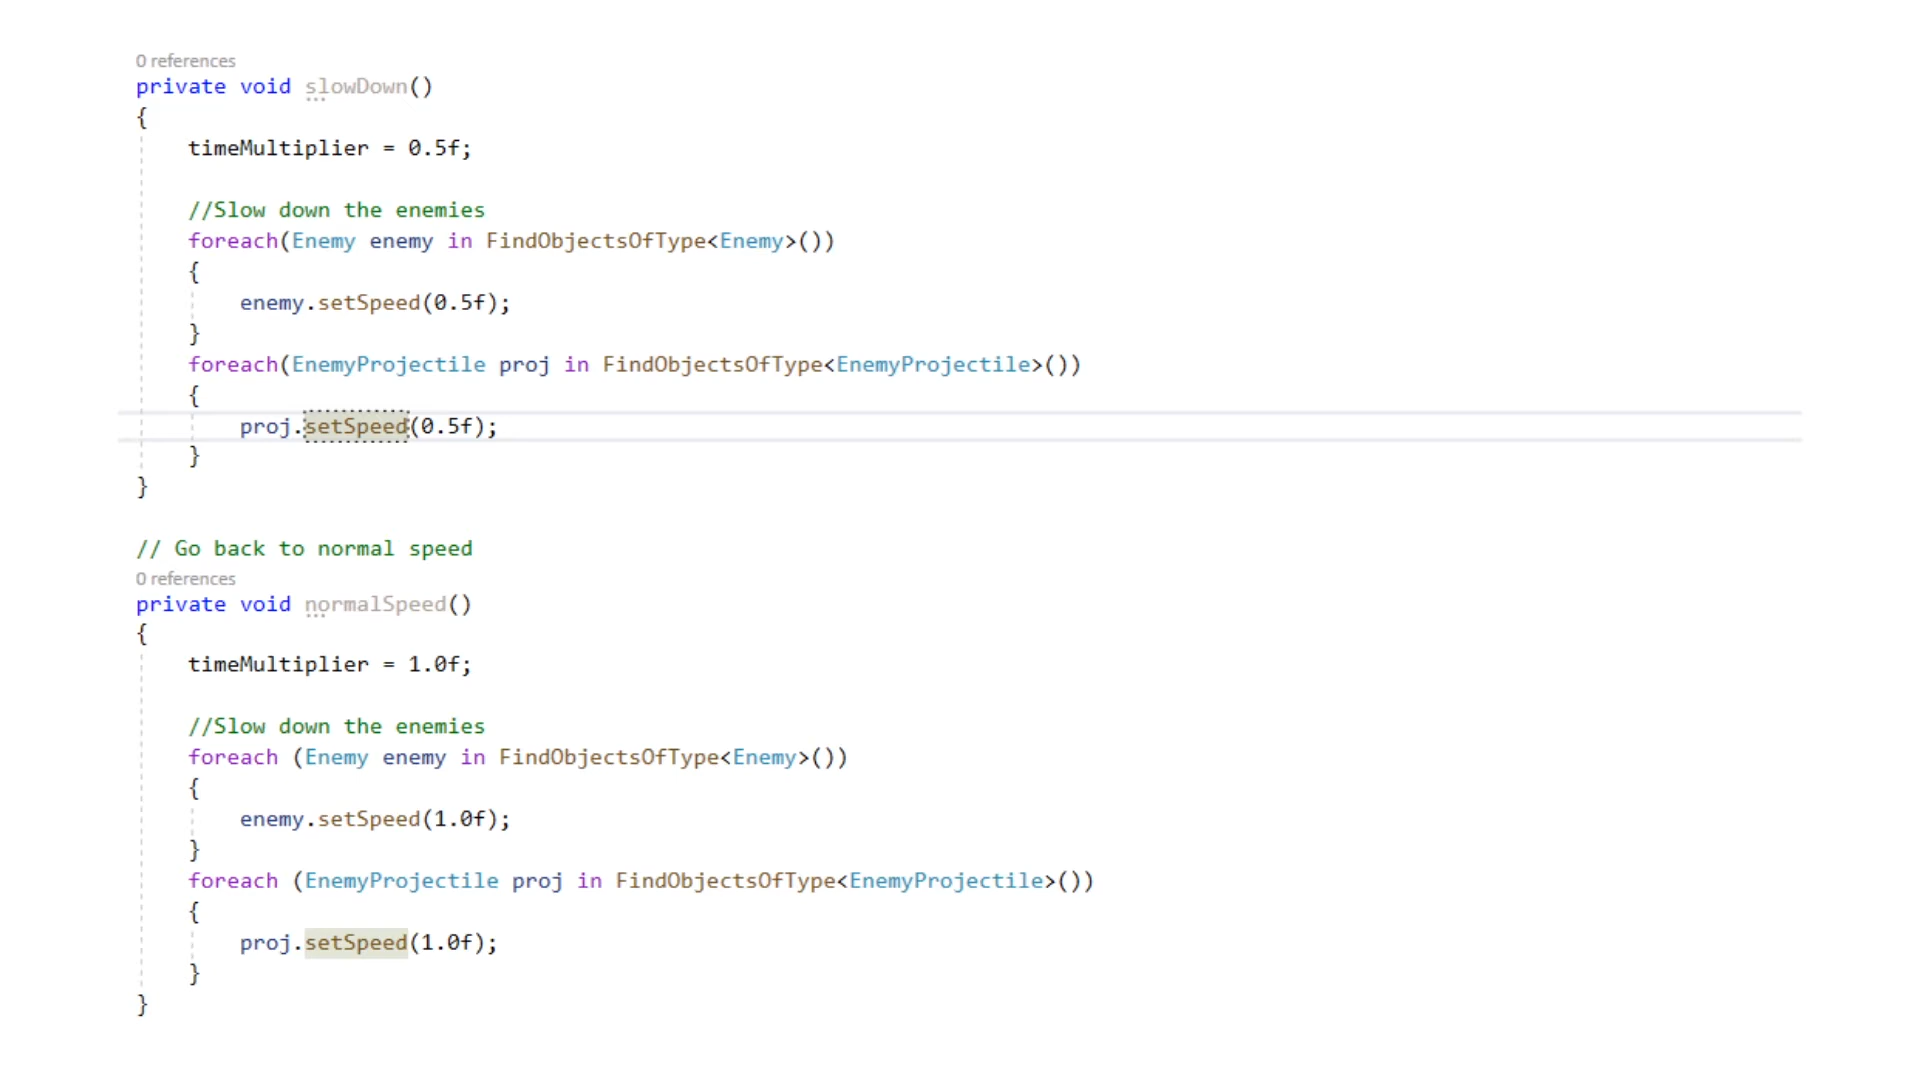 0 references
private void slowDown()
{
    timeMultiplier = 0.5f;

    //Slow down the enemies
    foreach(Enemy enemy in FindObjectsOfType<Enemy>())
    {
        enemy.setSpeed(0.5f);
    }
    foreach(EnemyProjectile proj in FindObjectsOfType<EnemyProjectile>())
    {
        proj.setSpeed(0.5f);
    }
}

// Go back to normal speed
0 references
private void normalSpeed()
{
    timeMultiplier = 1.0f;

    //Slow down the enemies
    foreach (Enemy enemy in FindObjectsOfType<Enemy>())
    {
        enemy.setSpeed(1.0f);
    }
    foreach (EnemyProjectile proj in FindObjectsOfType<EnemyProjectile>())
    {
        proj.setSpeed(1.0f);
    }
}